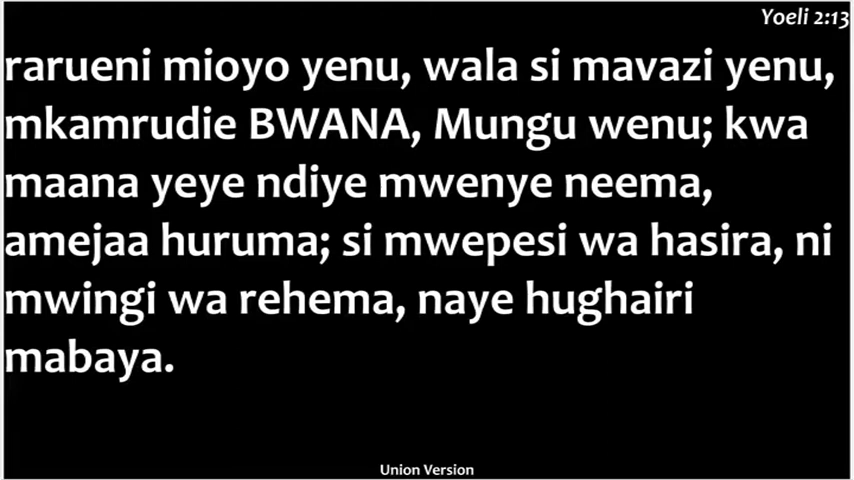 Yoeli 2:13
rarueni mioyo yenu, wala si mavazi yenu,
mkamrudie BWANA, Mungu wenu; kwa
maana yeye ndiye mwenye neema,
amejaa huruma; si mwepesi wa hasira, ni
mwingi wa rehema, naye hughairi
mabaya.
Union Version